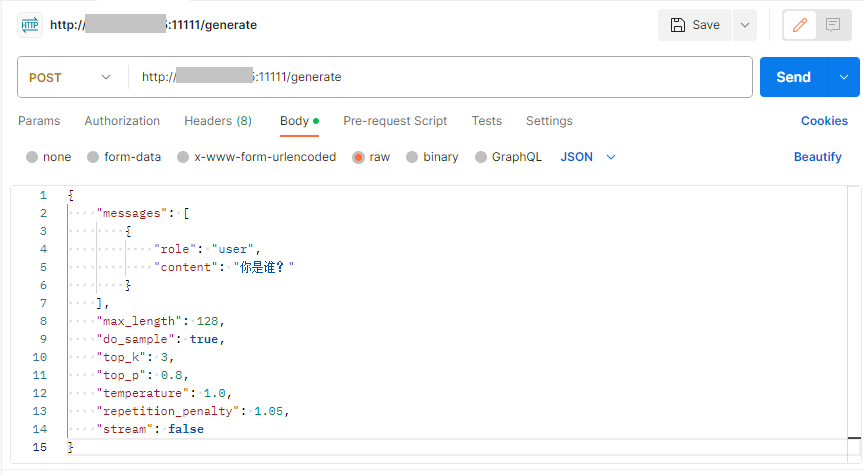 HTTP http:// :11111/generate Save
POST http:// :11111/generate Send
Params Authorization Headers (8) Body Pre-request Script Tests Settings Cookies
none form-data x-www-form-urlencoded raw binary GraphQL JSON Beautify
1 {
2 "messages": [
3 {
4 "role": "user",
5 "content": "你是谁?"
6 }
7 ],
8 "max_length": 128,
9 "do_sample": true,
10 "top_k": 3,
11 "top_p": 0.8,
12 "temperature": 1.0,
13 "repetition_penalty": 1.05,
14 "stream": false
15 }